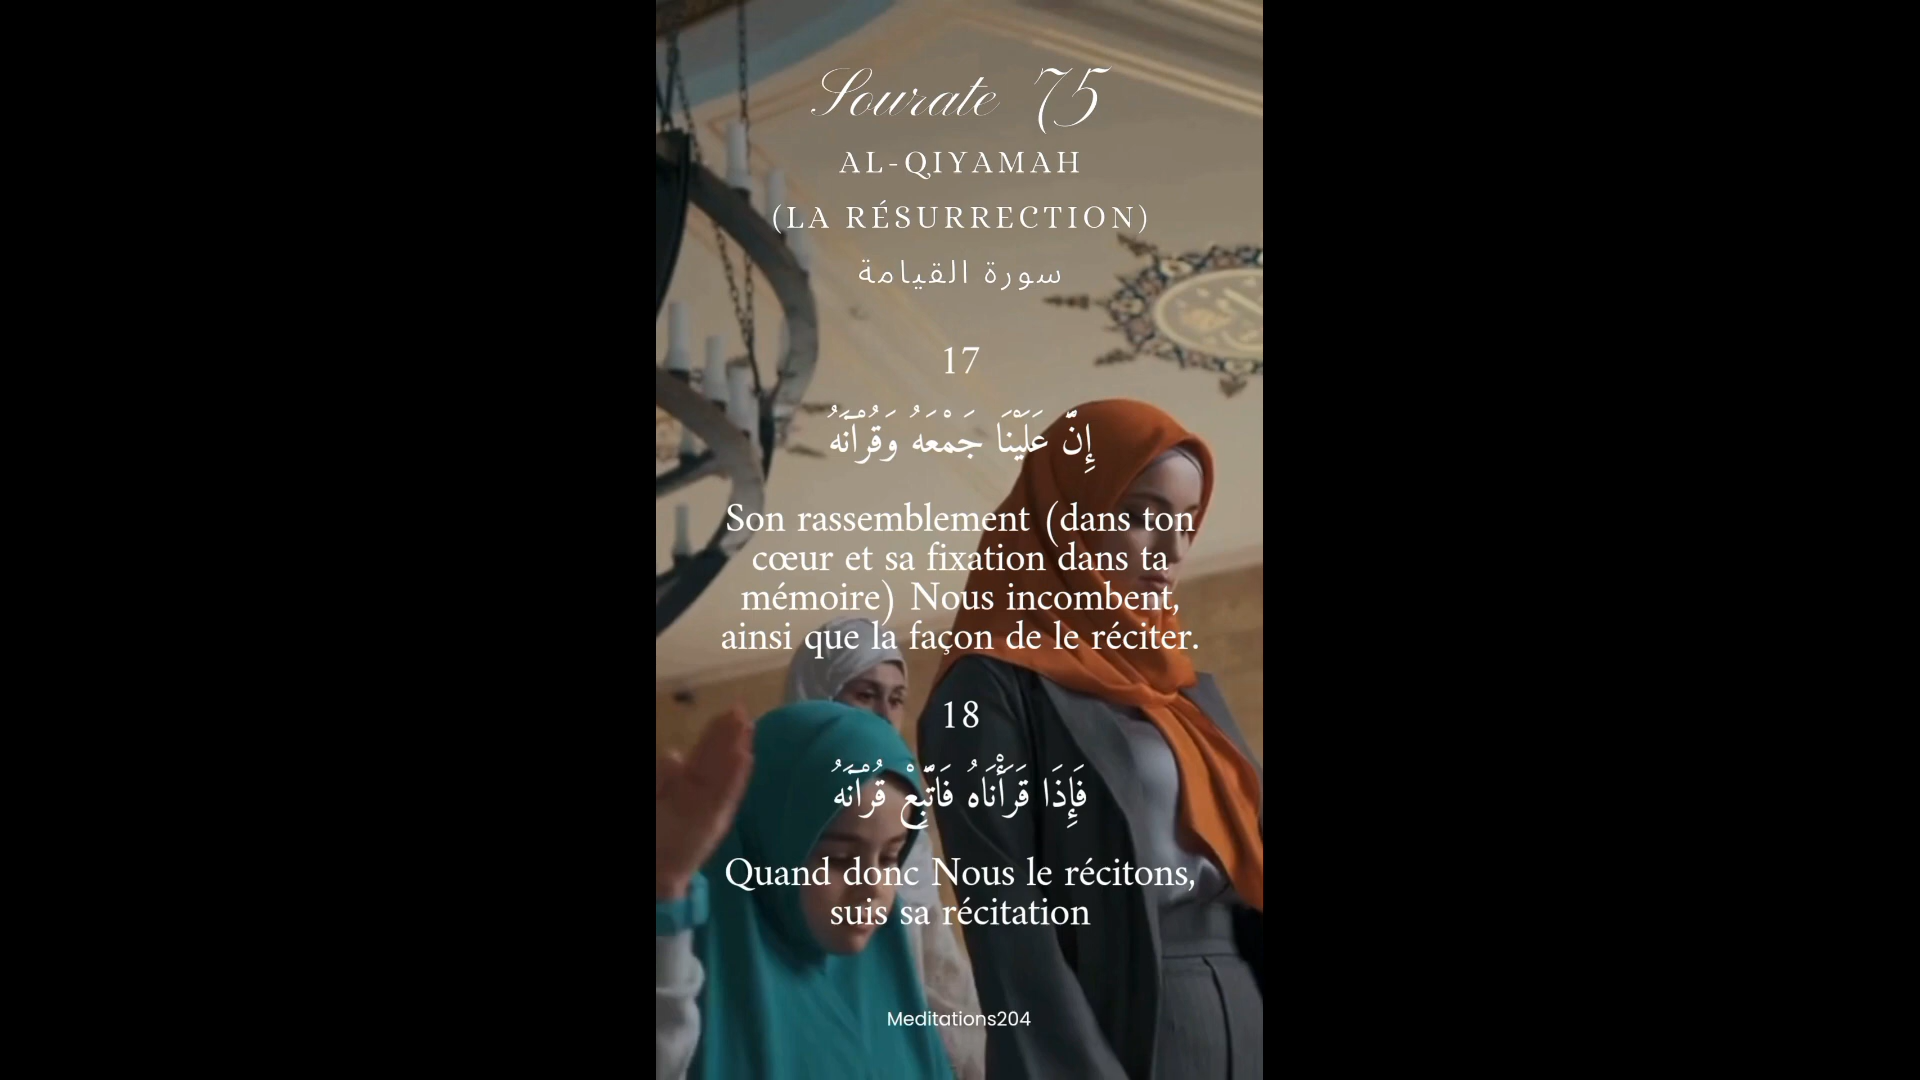 Sourate 75
AL-QIYAMAH
(LA RÉSURRECTION)
سورة القيامة
17
إِنَّ عَلَيْنَا جَمْعَهُ وَقُرْآنَهُ
Son rassemblement (dans ton
cœur et sa fixation dans ta
mémoire) Nous incombent,
ainsi que la façon de le réciter.
18
فَإِذَا قَرَأْنَاهُ فَاتَّبِعْ قُرْآنَهُ
Quand donc Nous le récitons,
suis sa récitation
Meditations204